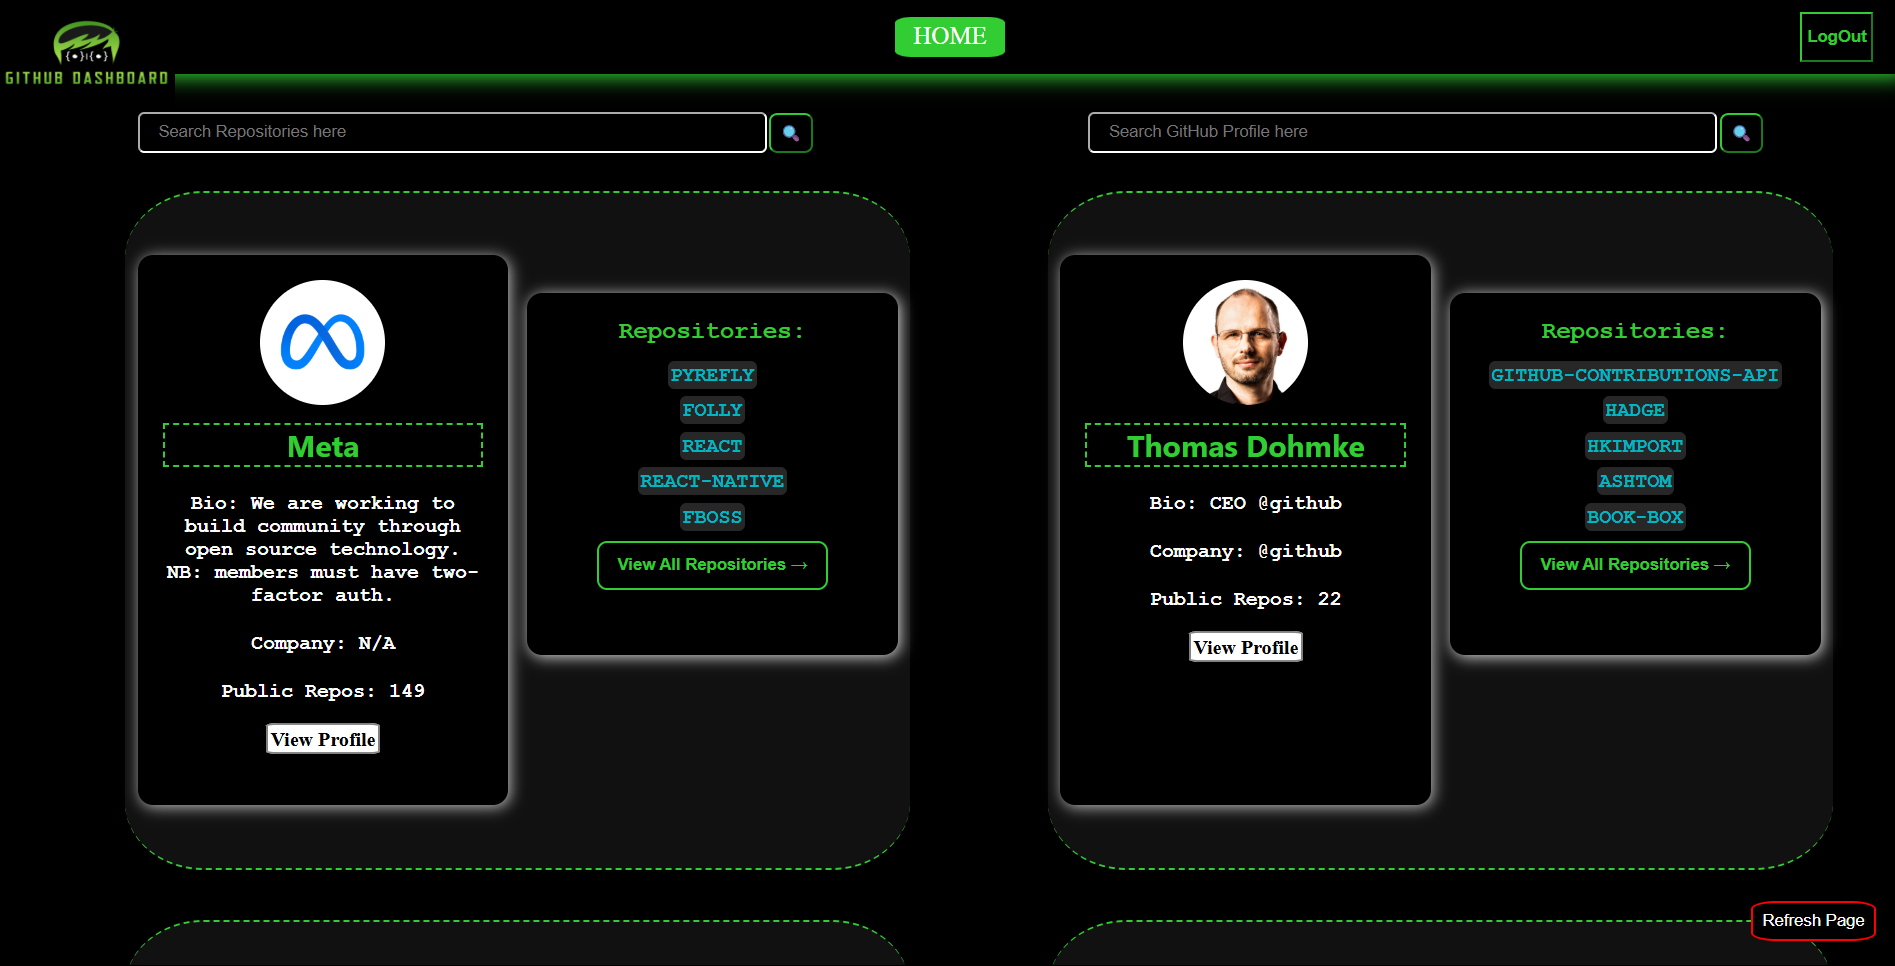 GITHUB DASHBOARD
HOME
LogOut
Search Repositories here
Search GitHub Profile here
Meta
Bio: We are working to
build community through
open source technology.
NB: members must have two-
factor auth.
Company: N/A
Public Repos: 149
View Profile
Repositories:
PYREFLY
FOLLY
REACT
REACT-NATIVE
FBOSS
View All Repositories →
Thomas Dohmke
Bio: CEO @github
Company: @github
Public Repos: 22
View Profile
Repositories:
GITHUB-CONTRIBUTIONS-API
HADGE
HKIMPORT
ASHTOM
BOOK-BOX
View All Repositories →
Refresh Page